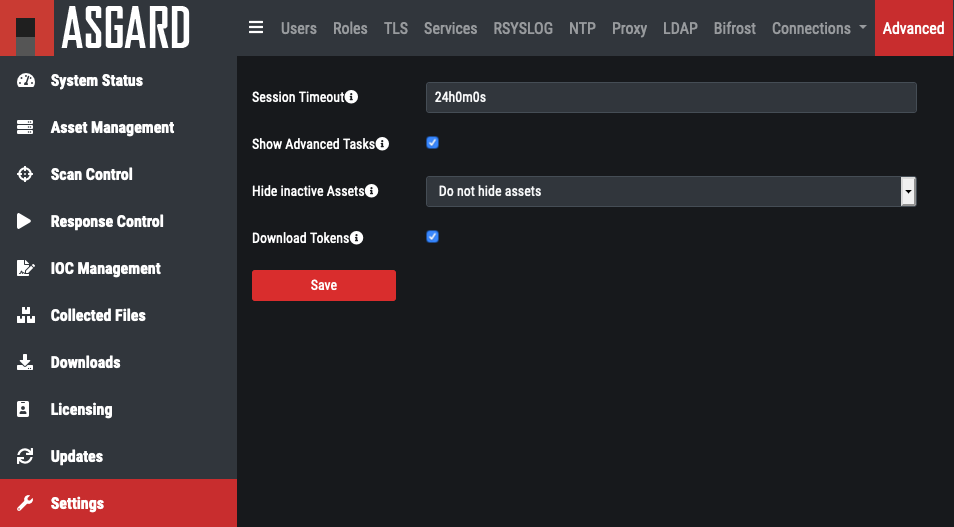 ASGARD
Users Roles TLS Services RSYSLOG NTP Proxy LDAP Bifrost Connections Advanced
System Status
Asset Management
Scan Control
Response Control
IOC Management
Collected Files
Downloads
Licensing
Updates
Settings
Session Timeout 24h0m0s
Show Advanced Tasks
Hide inactive Assets Do not hide assets
Download Tokens
Save